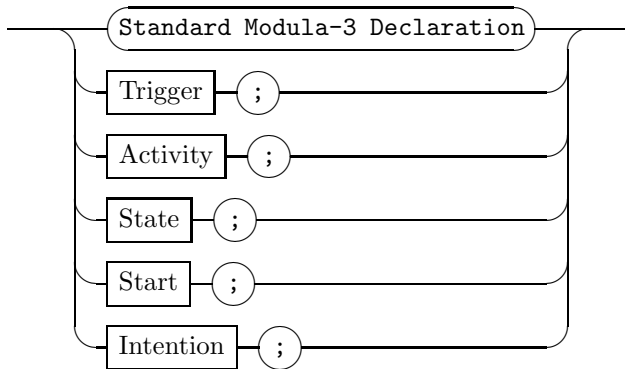 Standard Modula-3 Declaration
Trigger ;
Activity ;
State ;
Start ;
Intention ;